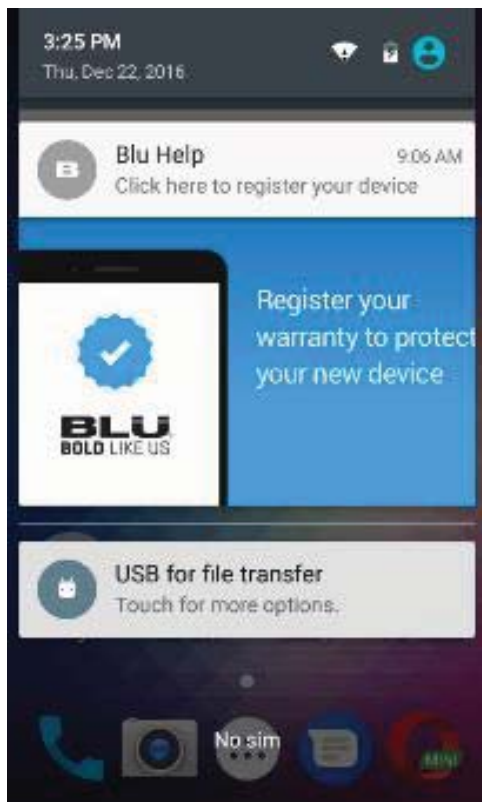 3:25 PM
Thu, Dec 22, 2016
Blu Help
9:06 AM
Click here to register your device
Register your
warranty to protect
your new device
BLU
BOLD LIKE US
USB for file transfer
Touch for more options.
No sim
MINI